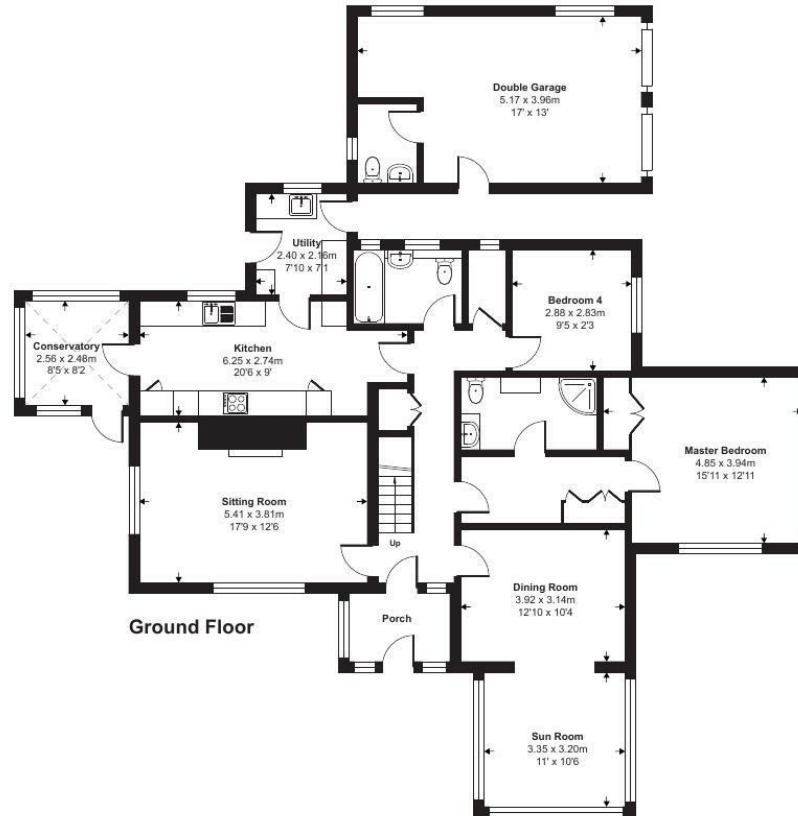 Double Garage
5.17 x 3.96m
17' x 13'
Utility
2.40 x 2.16m
7'10 x 7'1
Bedroom 4
2.88 x 2.83m
9'5 x 2'3
Conservatory
2.56 x 2.48m
8'5 x 8'2
Kitchen
6.25 x 2.74m
20'6 x 9'
Master Bedroom
4.85 x 3.94m
15'11 x 12'11
Sitting Room
5.41 x 3.81m
17'9 x 12'6
Up
Dining Room
3.92 x 3.14m
12'10 x 10'4
Porch
Ground Floor
Sun Room
3.35 x 3.20m
11' x 10'6